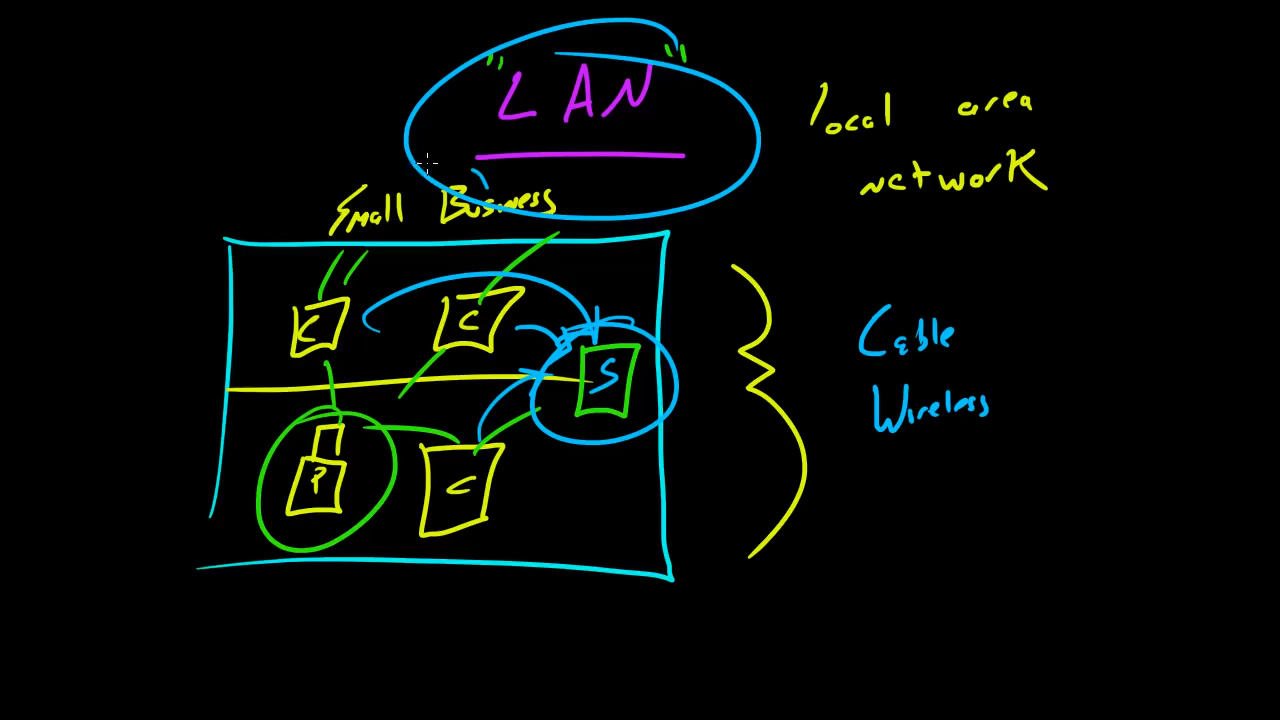 "LAN"
local area
network
Small Business
C
C
S
P
C
Cable
Wireless